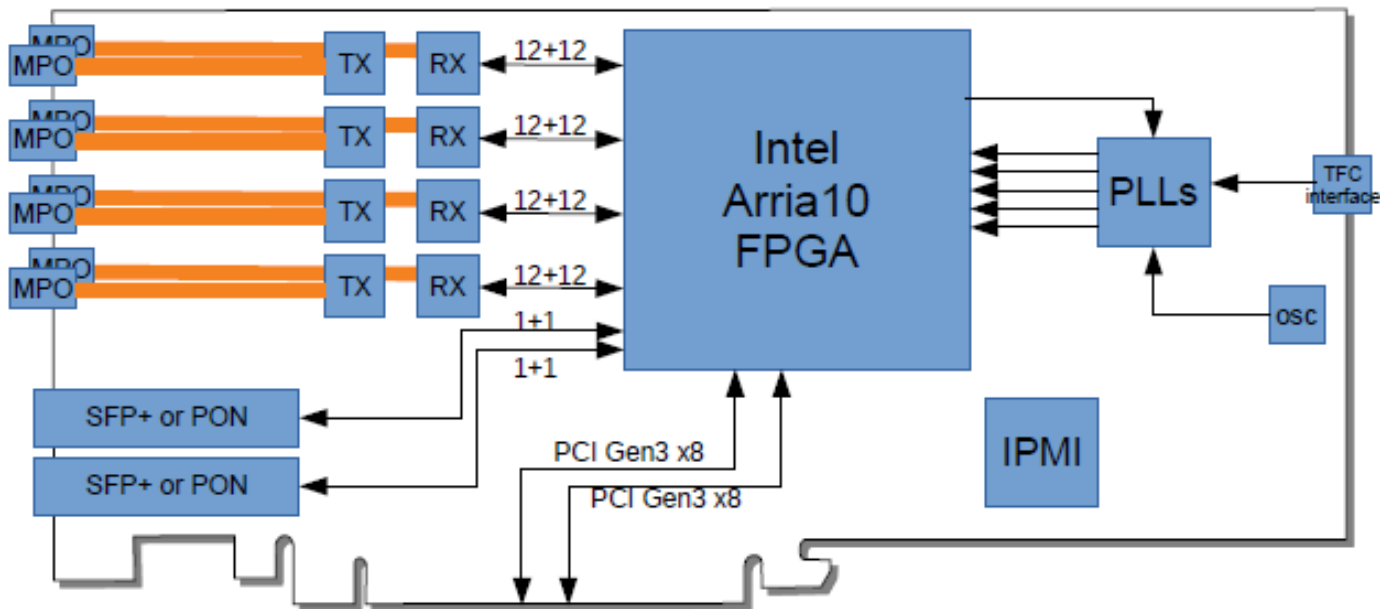 MPO
MPO
TX
RX
12+12
MPO
MPO
TX
RX
12+12
MPO
MPO
TX
RX
12+12
MPO
MPO
TX
RX
12+12
1+1
1+1
Intel
Arria10
FPGA
PLLs
TFC
interface
osc
SFP+ or PON
SFP+ or PON
PCI Gen3 x8
PCI Gen3 x8
IPMI